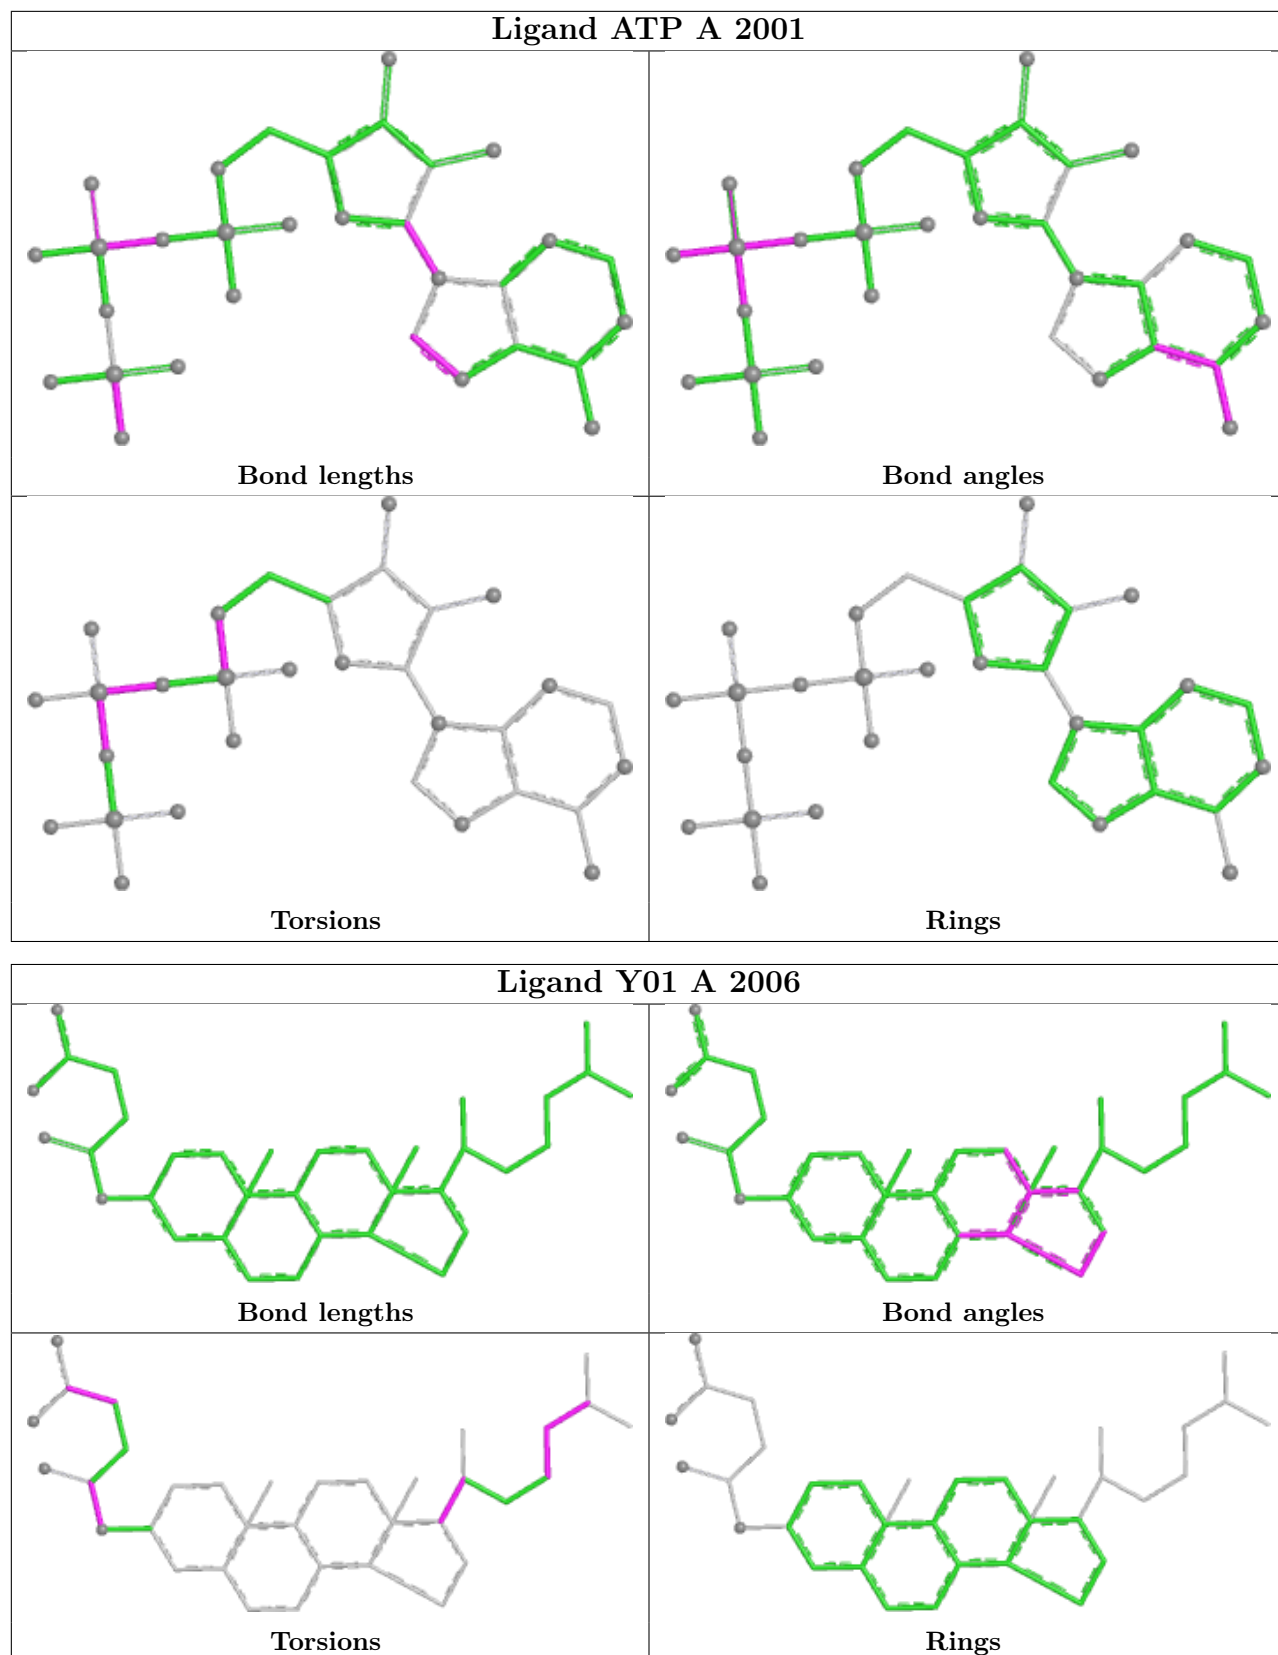 Ligand ATP A 2001
Bond lengths
Bond angles
Torsions
Rings
Ligand Y01 A 2006
Bond lengths
Bond angles
Torsions
Rings